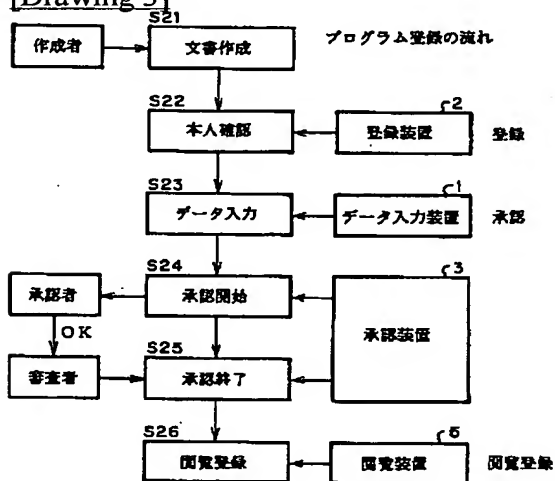 [Drawing 3]
S21
作成者
文書作成
プログラム登録の流れ
S22
2
本人確認
登録装置
登録
S23
1
データ入力
データ入力装置
承認
S24
3
承認者
承認開始
承認装置
OK
S25
審査者
承認終了
S26
5
閲覧登録
閲覧装置
閲覧登録